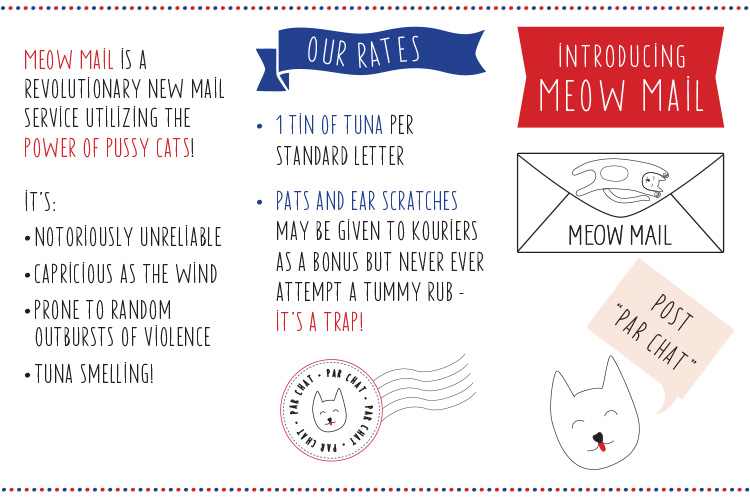 MEOW MAIL IS A
REVOLUTIONARY NEW MAIL
SERVICE UTILIZING THE
POWER OF PUSSY CATS!
IT'S:
• NOTORIOUSLY UNRELIABLE
• CAPRICIOUS AS THE WIND
• PRONE TO RANDOM
OUTBURSTS OF VIOLENCE
• TUNA SMELLING!
OUR RATES
• 1 TIN OF TUNA PER
STANDARD LETTER
• PATS AND EAR SCRATCHES
MAY BE GIVEN TO KOURIERS
AS A BONUS BUT NEVER EVER
ATTEMPT A TUMMY RUB -
IT'S A TRAP!
PAR CHAT • PAR CHAT • PAR CHAT • PAR CHAT •
INTRODUCING
MEOW MAIL
MEOW MAIL
POST
"PAR CHAT"